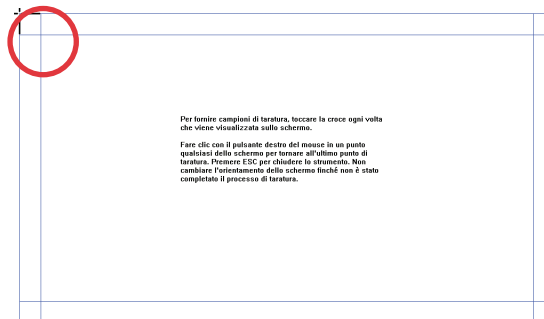 Per fornire campioni di taratura, toccare la croce ogni volta
che viene visualizzata sullo schermo.
Fare clic con il pulsante destro del mouse in un punto
qualsiasi dello schermo per tornare all'ultimo punto di
taratura. Premere ESC per chiudere lo strumento. Non
cambiare l'orientamento dello schermo finché non è stato
completato il processo di taratura.